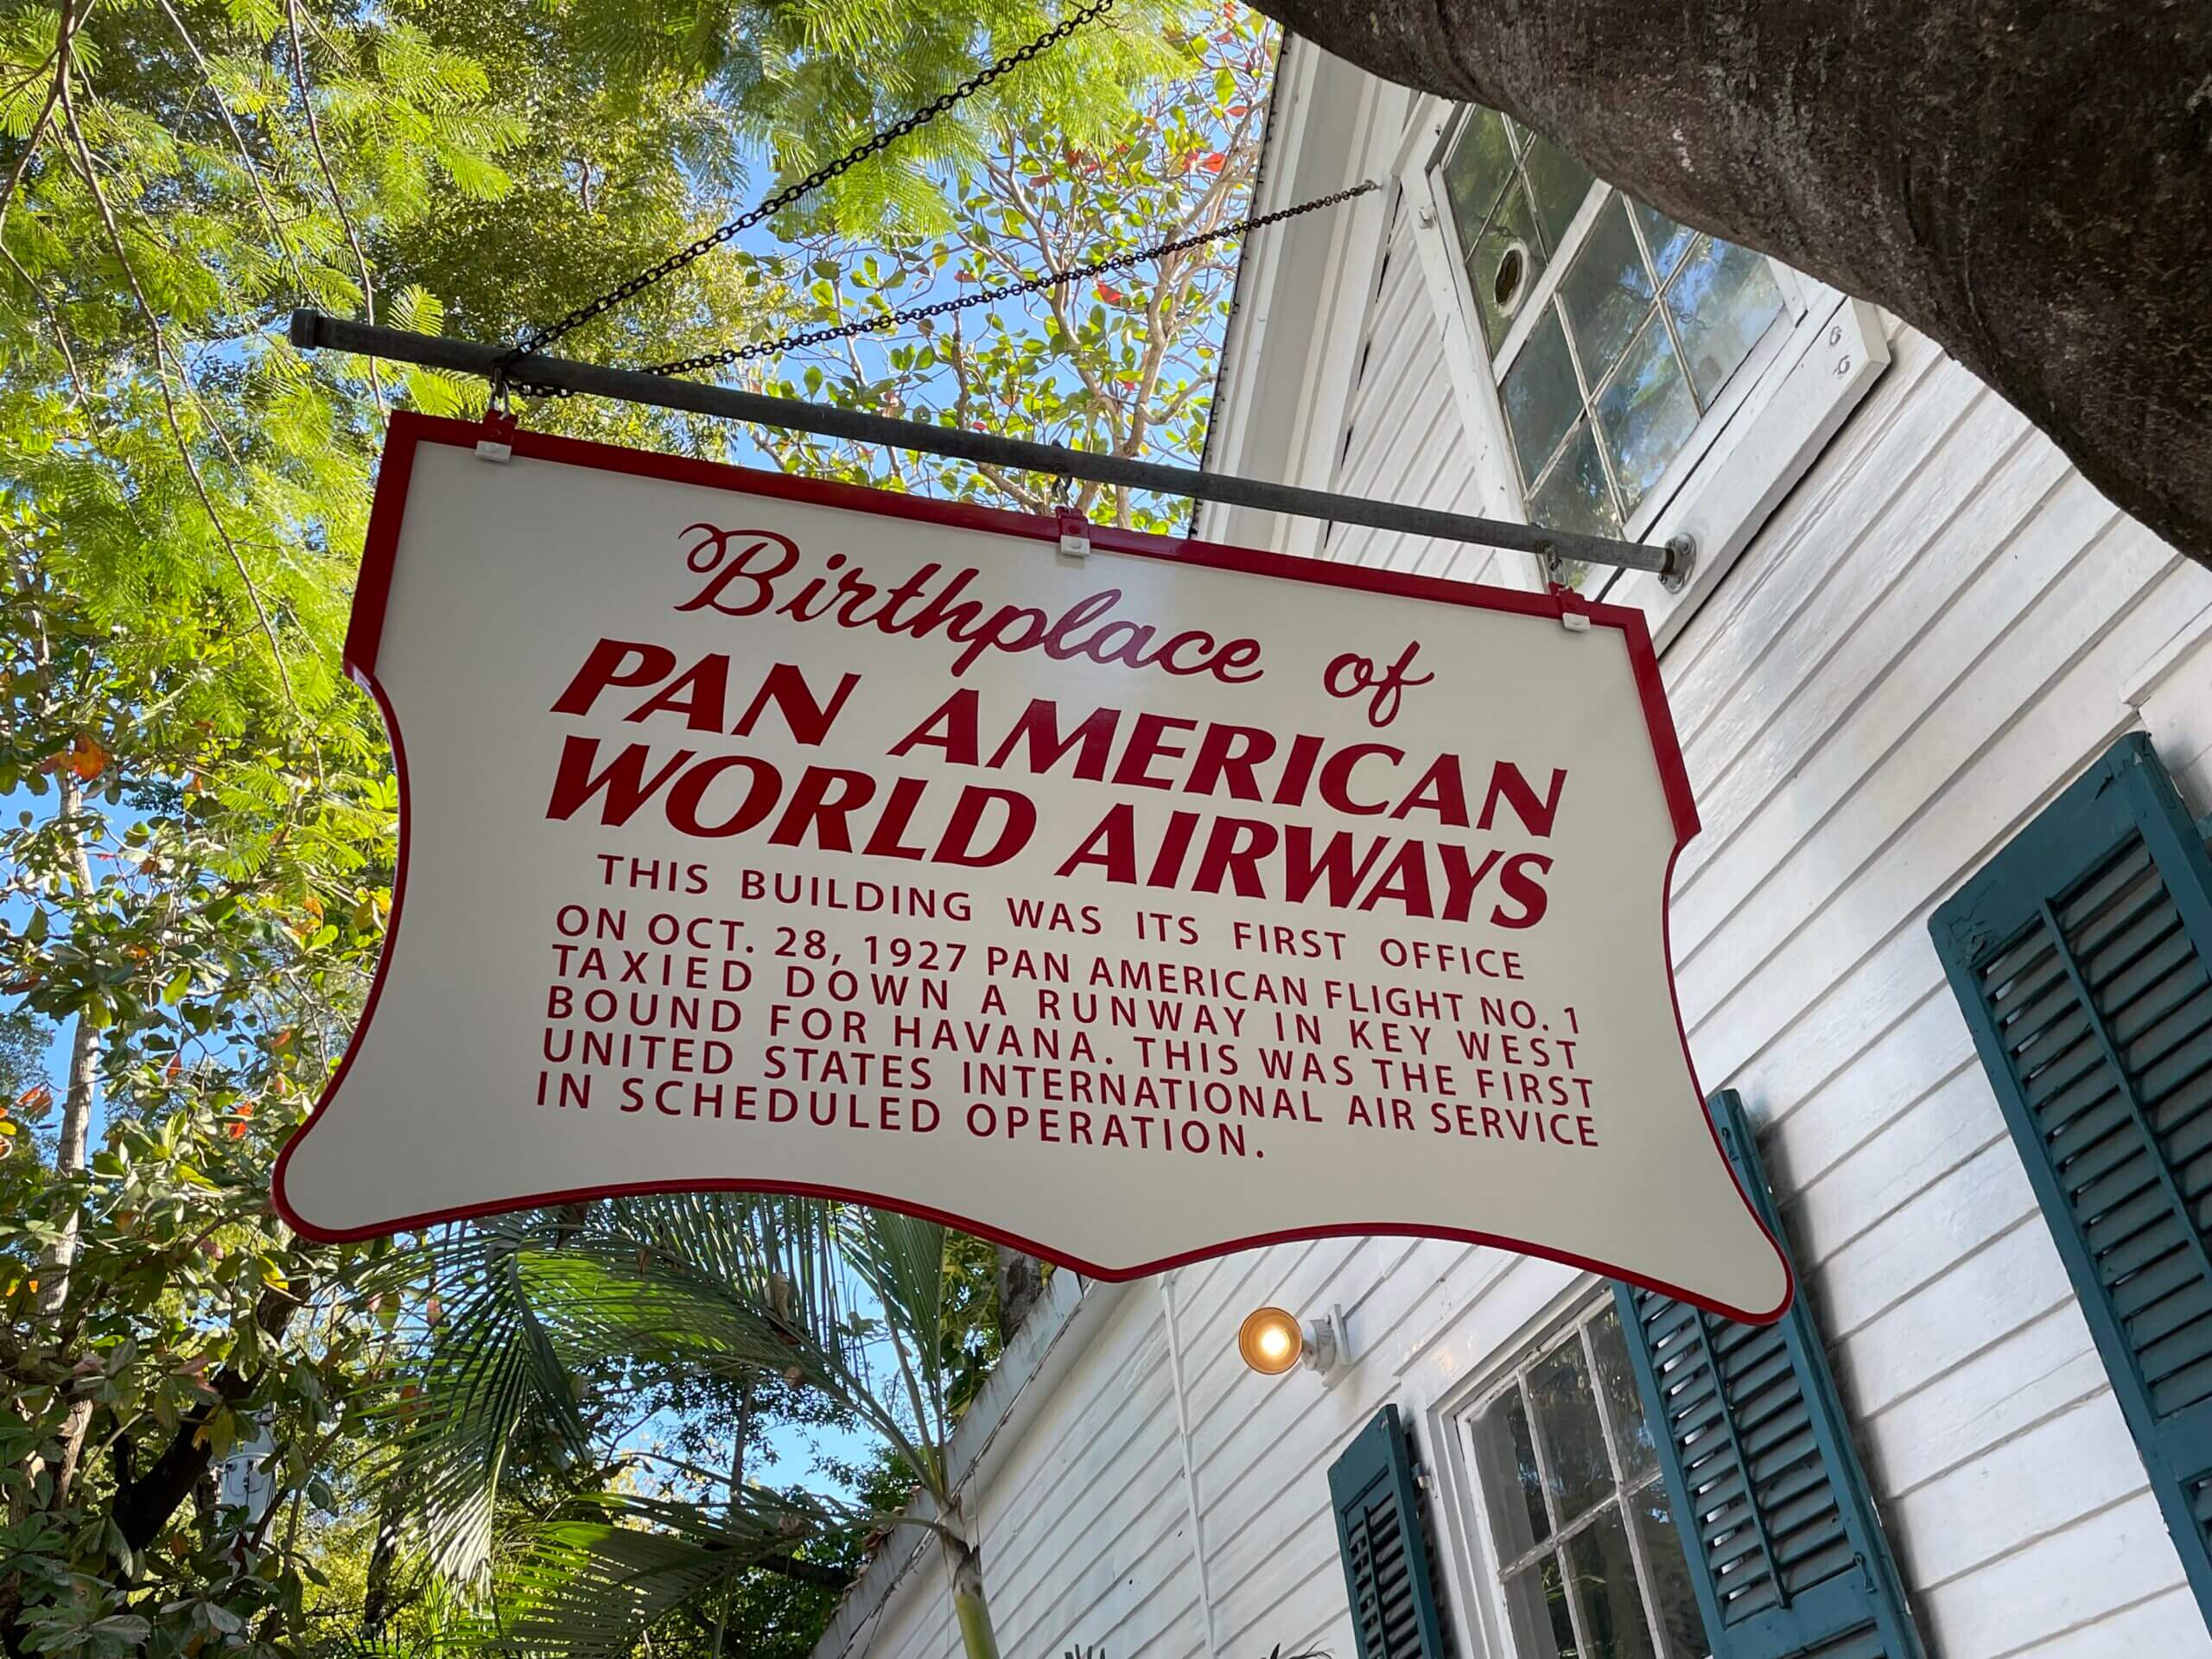 Birthplace of
PAN AMERICAN
WORLD AIRWAYS
THIS BUILDING WAS ITS FIRST OFFICE
ON OCT. 28, 1927 PAN AMERICAN FLIGHT NO. 1
TAXIED DOWN A RUNWAY IN KEY WEST
BOUND FOR HAVANA. THIS WAS THE FIRST
UNITED STATES INTERNATIONAL AIR SERVICE
IN SCHEDULED OPERATION.